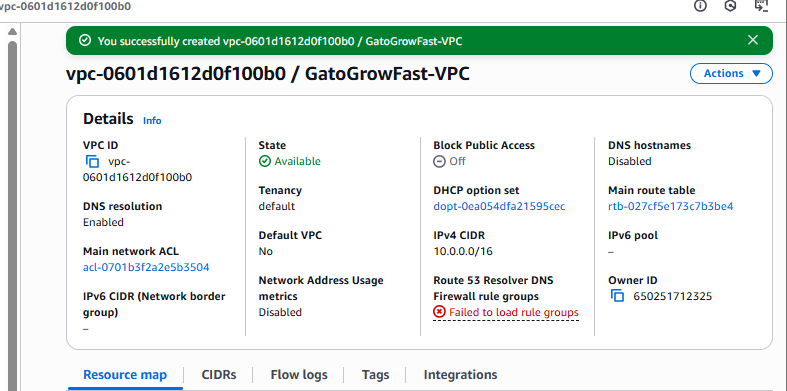 vpc-0601d1612d0f100b0
You successfully created vpc-0601d1612d0f100b0 / GatoGrowFast-VPC
vpc-0601d1612d0f100b0 / GatoGrowFast-VPC
Actions
Details Info
VPC ID
vpc-
0601d1612d0f100b0
DNS resolution
Enabled
Main network ACL
acl-0701b3f2a2e5b3504
IPv6 CIDR (Network border
group)
–
State
Available
Tenancy
default
Default VPC
No
Network Address Usage
metrics
Disabled
Block Public Access
Off
DHCP option set
dopt-0ea054dfa21595cec
IPv4 CIDR
10.0.0.0/16
Route 53 Resolver DNS
Firewall rule groups
Failed to load rule groups
DNS hostnames
Disabled
Main route table
rtb-027cf5e173c7b3be4
IPv6 pool
–
Owner ID
650251712325
Resource map CIDRs Flow logs Tags Integrations